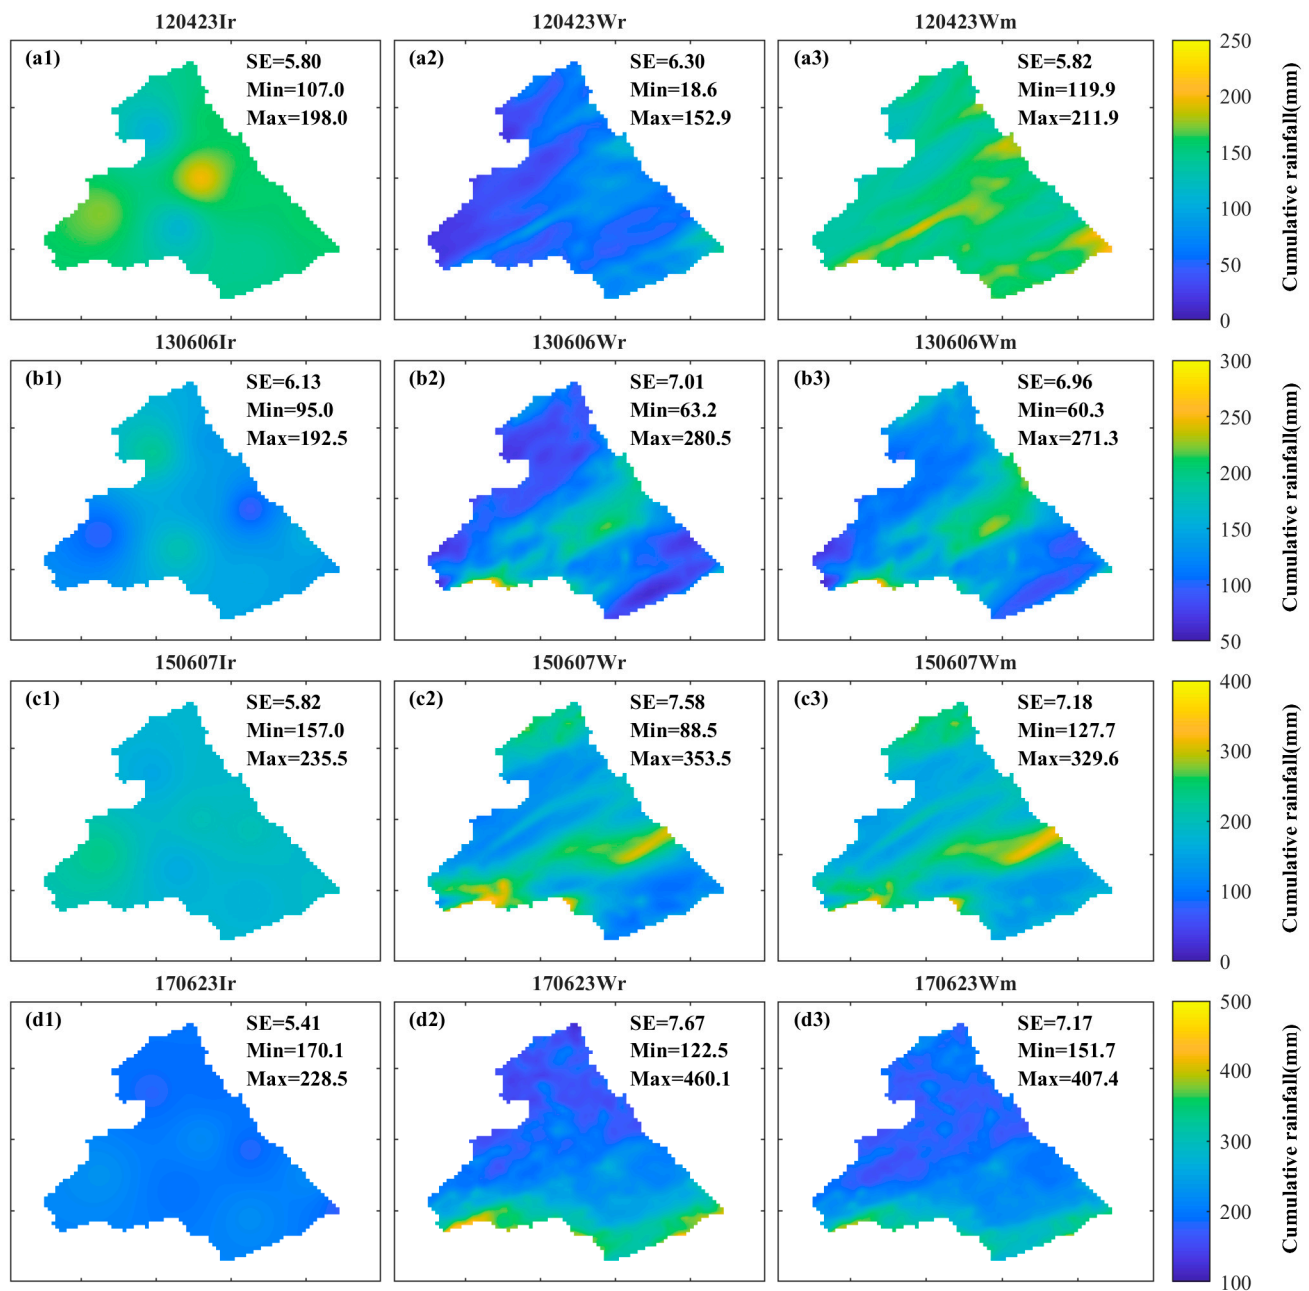 120423Ir
120423Wr
120423Wm
(a1)
SE=5.80
Min=107.0
Max=198.0
(a2)
SE=6.30
Min=18.6
Max=152.9
(a3)
SE=5.82
Min=119.9
Max=211.9
250
200
150
100
50
0
Cumulative rainfall(mm)
130606Ir
130606Wr
130606Wm
(b1)
SE=6.13
Min=95.0
Max=192.5
(b2)
SE=7.01
Min=63.2
Max=280.5
(b3)
SE=6.96
Min=60.3
Max=271.3
300
250
200
150
100
50
Cumulative rainfall(mm)
150607Ir
150607Wr
150607Wm
(c1)
SE=5.82
Min=157.0
Max=235.5
(c2)
SE=7.58
Min=88.5
Max=353.5
(c3)
SE=7.18
Min=127.7
Max=329.6
400
300
200
100
0
Cumulative rainfall(mm)
170623Ir
170623Wr
170623Wm
(d1)
SE=5.41
Min=170.1
Max=228.5
(d2)
SE=7.67
Min=122.5
Max=460.1
(d3)
SE=7.17
Min=151.7
Max=407.4
500
400
300
200
100
Cumulative rainfall(mm)